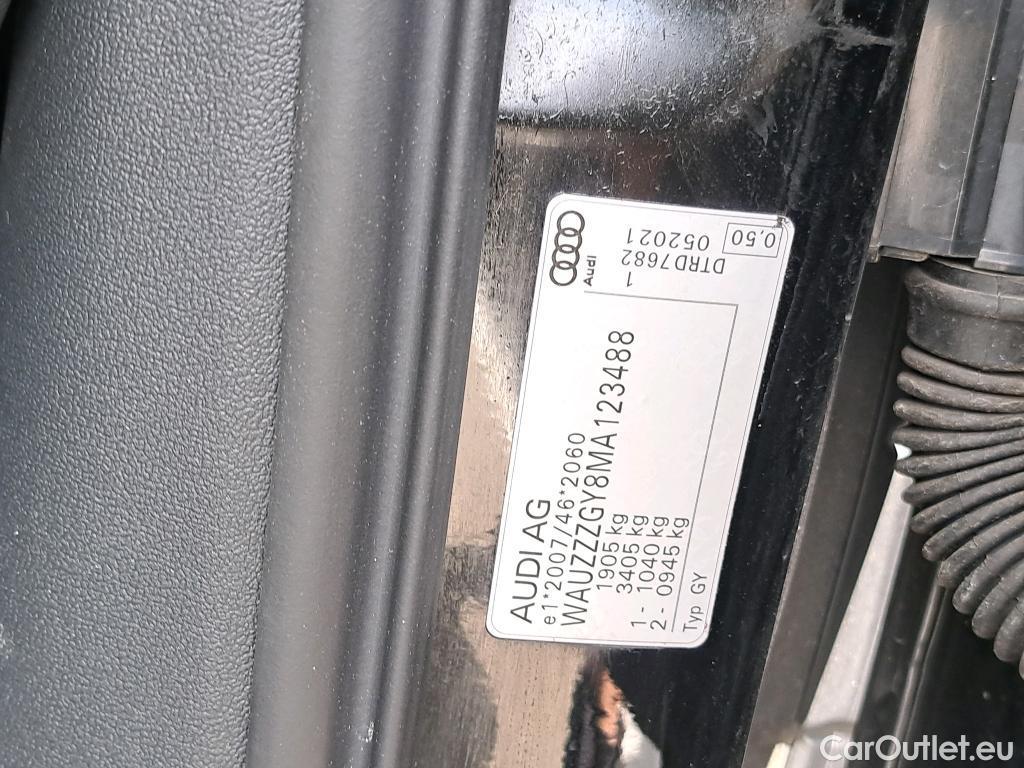 AUDI AG
e1*2007/46*2060
WAUZZZGY8MA123488
1905 kg
3405 kg
1 - 1040 kg
2 - 0945 kg
Typ GY
Audi
1
DTRD7682
052021
0,50
CarOutlet.eu